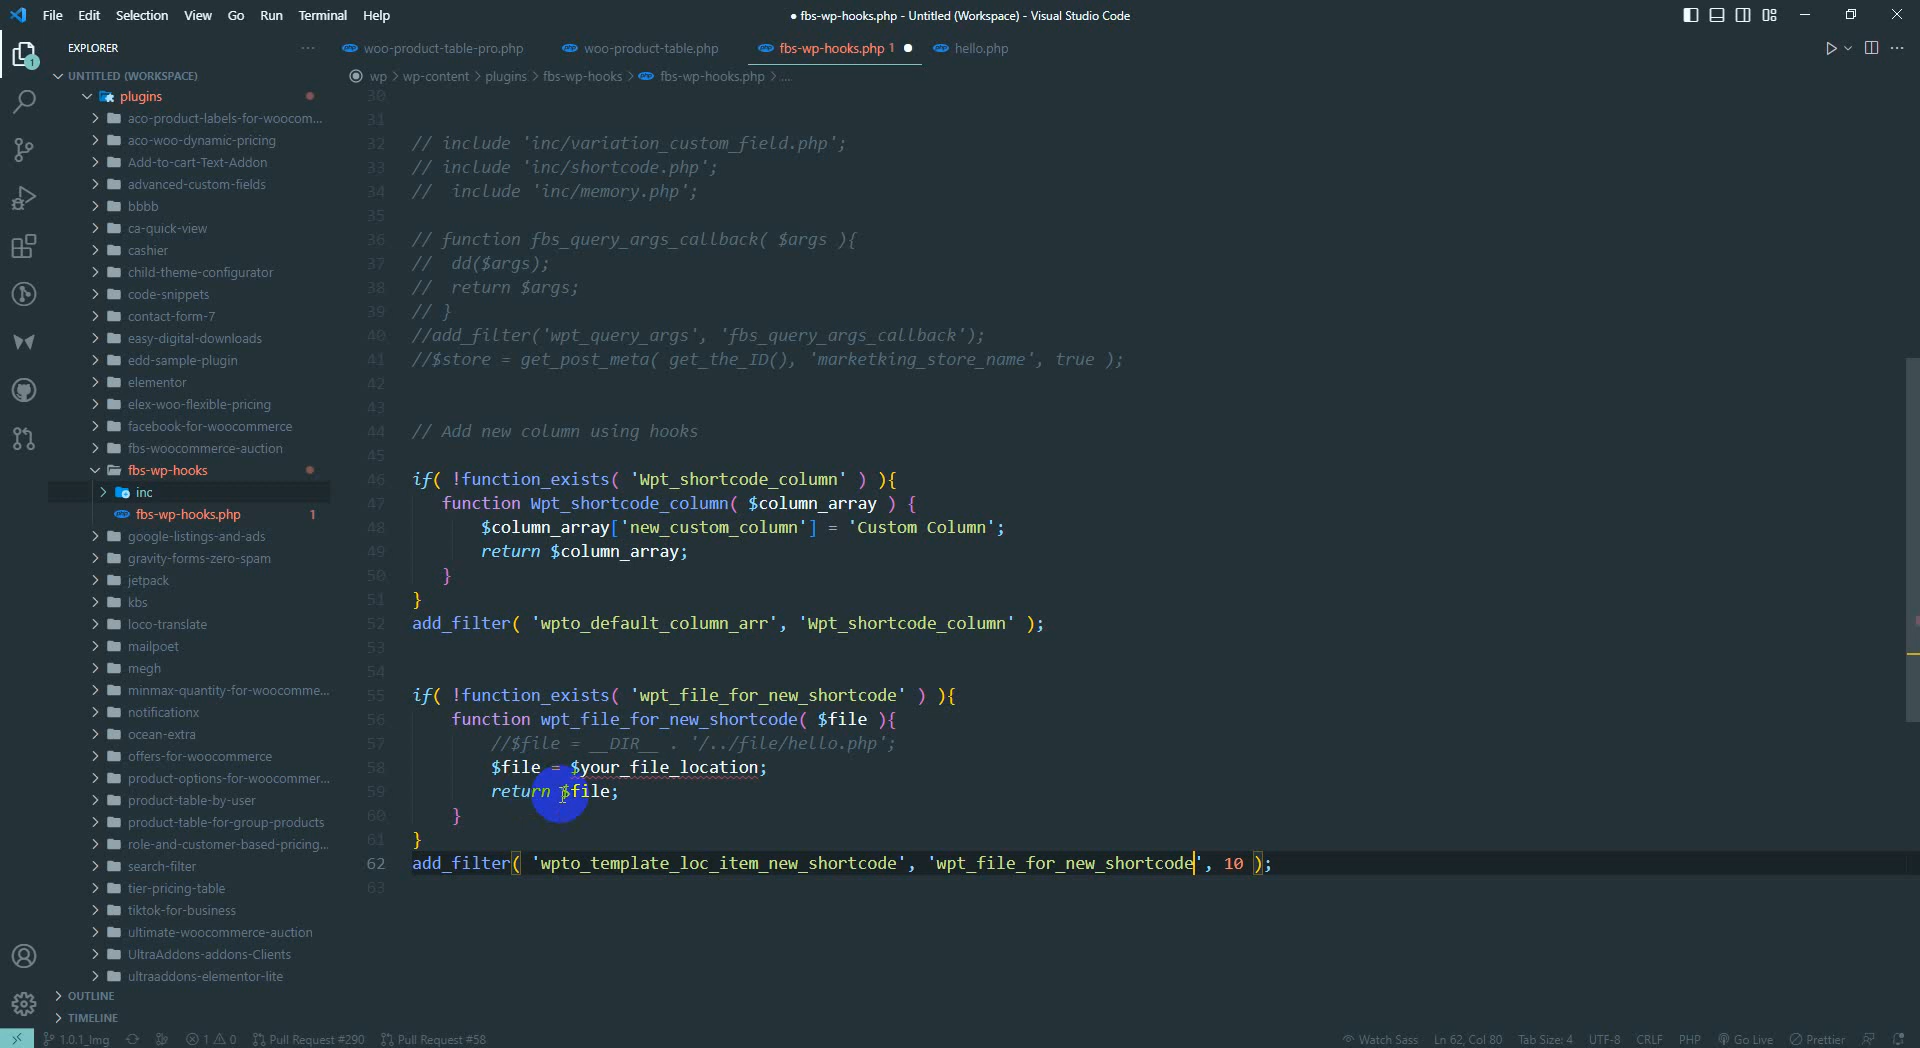 File Edit Selection View Go Run Terminal Help
● fbs-wp-hooks.php - Untitled (Workspace) - Visual Studio Code
EXPLORER
woo-product-table-pro.php
woo-product-table.php
fbs-wp-hooks.php 1
hello.php
wp > wp-content > plugins > fbs-wp-hooks > fbs-wp-hooks.php > ...
1
UNTITLED (WORKSPACE)
plugins
aco-product-labels-for-woocom...
aco-woo-dynamic-pricing
Add-to-cart-Text-Addon
advanced-custom-fields
bbbb
ca-quick-view
cashier
child-theme-configurator
code-snippets
contact-form-7
easy-digital-downloads
edd-sample-plugin
elementor
elex-woo-flexible-pricing
facebook-for-woocommerce
fbs-woocommerce-auction
fbs-wp-hooks
inc
fbs-wp-hooks.php 1
google-listings-and-ads
gravity-forms-zero-spam
jetpack
kbs
loco-translate
mailpoet
megh
minmax-quantity-for-woocomme...
notificationx
ocean-extra
offers-for-woocommerce
product-options-for-woocommer...
product-table-by-user
product-table-for-group-products
role-and-customer-based-pricing...
search-filter
tier-pricing-table
tiktok-for-business
ultimate-woocommerce-auction
UltraAddons-addons-Clients
ultraaddons-elementor-lite
OUTLINE
TIMELINE
30
31
32 // include 'inc/variation_custom_field.php';
33 // include 'inc/shortcode.php';
34 //  include 'inc/memory.php';
35
36 // function fbs_query_args_callback( $args ){
37 //  dd($args);
38 //  return $args;
39 // }
40 //add_filter('wpt_query_args', 'fbs_query_args_callback');
41 //$store = get_post_meta( get_the_ID(), 'marketking_store_name', true );
42
43
44 // Add new column using hooks
45
46 if( !function_exists( 'Wpt_shortcode_column' ) ){
47 function Wpt_shortcode_column( $column_array ) {
48 $column_array['new_custom_column'] = 'Custom Column';
49 return $column_array;
50 }
51 }
52 add_filter( 'wpto_default_column_arr', 'Wpt_shortcode_column' );
53
54
55 if( !function_exists( 'wpt_file_for_new_shortcode' ) ){
56 function wpt_file_for_new_shortcode( $file ){
57 //$file = __DIR__ . '/../file/hello.php';
58 $file = $your_file_location;
59 return $file;
60 }
61 }
62 add_filter( 'wpto_template_loc_item_new_shortcode', 'wpt_file_for_new_shortcode', 10 );
63
1.0.1_Img
1 0
Pull Request #290
Pull Request #58
Watch Sass
Ln 62, Col 80
Tab Size: 4
UTF-8
CRLF
PHP
Go Live
Prettier